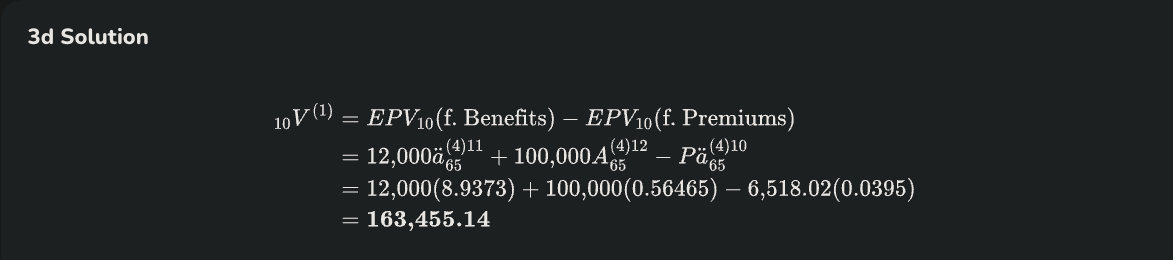 3d Solution
₁₀V⁽¹⁾ = EPV₁₀(f. Benefits) − EPV₁₀(f. Premiums)
= 12,000ä₆₅⁽⁴⁾¹¹ + 100,000A₆₅⁽⁴⁾¹² − Pä₆₅⁽⁴⁾¹⁰
= 12,000(8.9373) + 100,000(0.56465) − 6,518.02(0.0395)
= 163,455.14